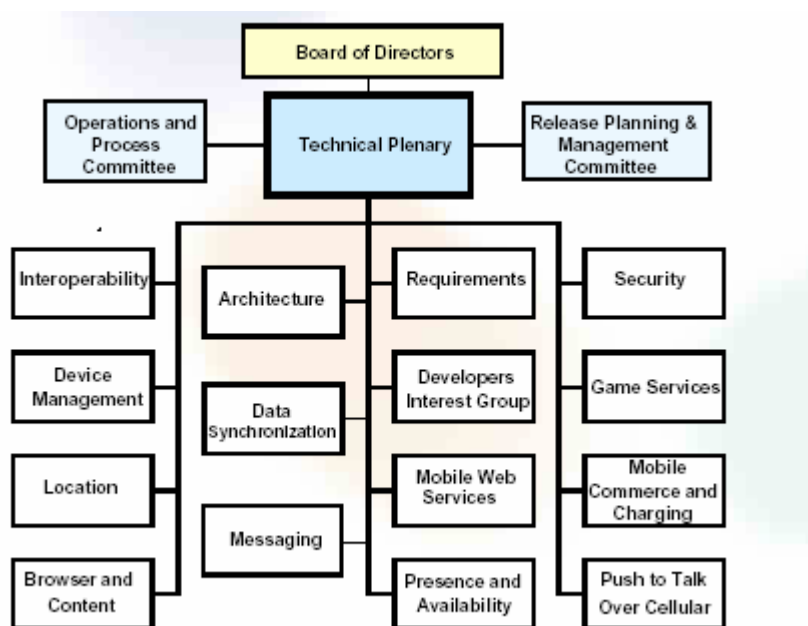 Board of Directors
Operations and
Process
Committee
Technical Plenary
Release Planning &
Management
Committee
Interoperability
Architecture
Requirements
Security
Device
Management
Data
Synchronization
Developers
Interest Group
Game Services
Location
Messaging
Mobile Web
Services
Mobile
Commerce and
Charging
Browser and
Content
Presence and
Availability
Push to Talk
Over Cellular